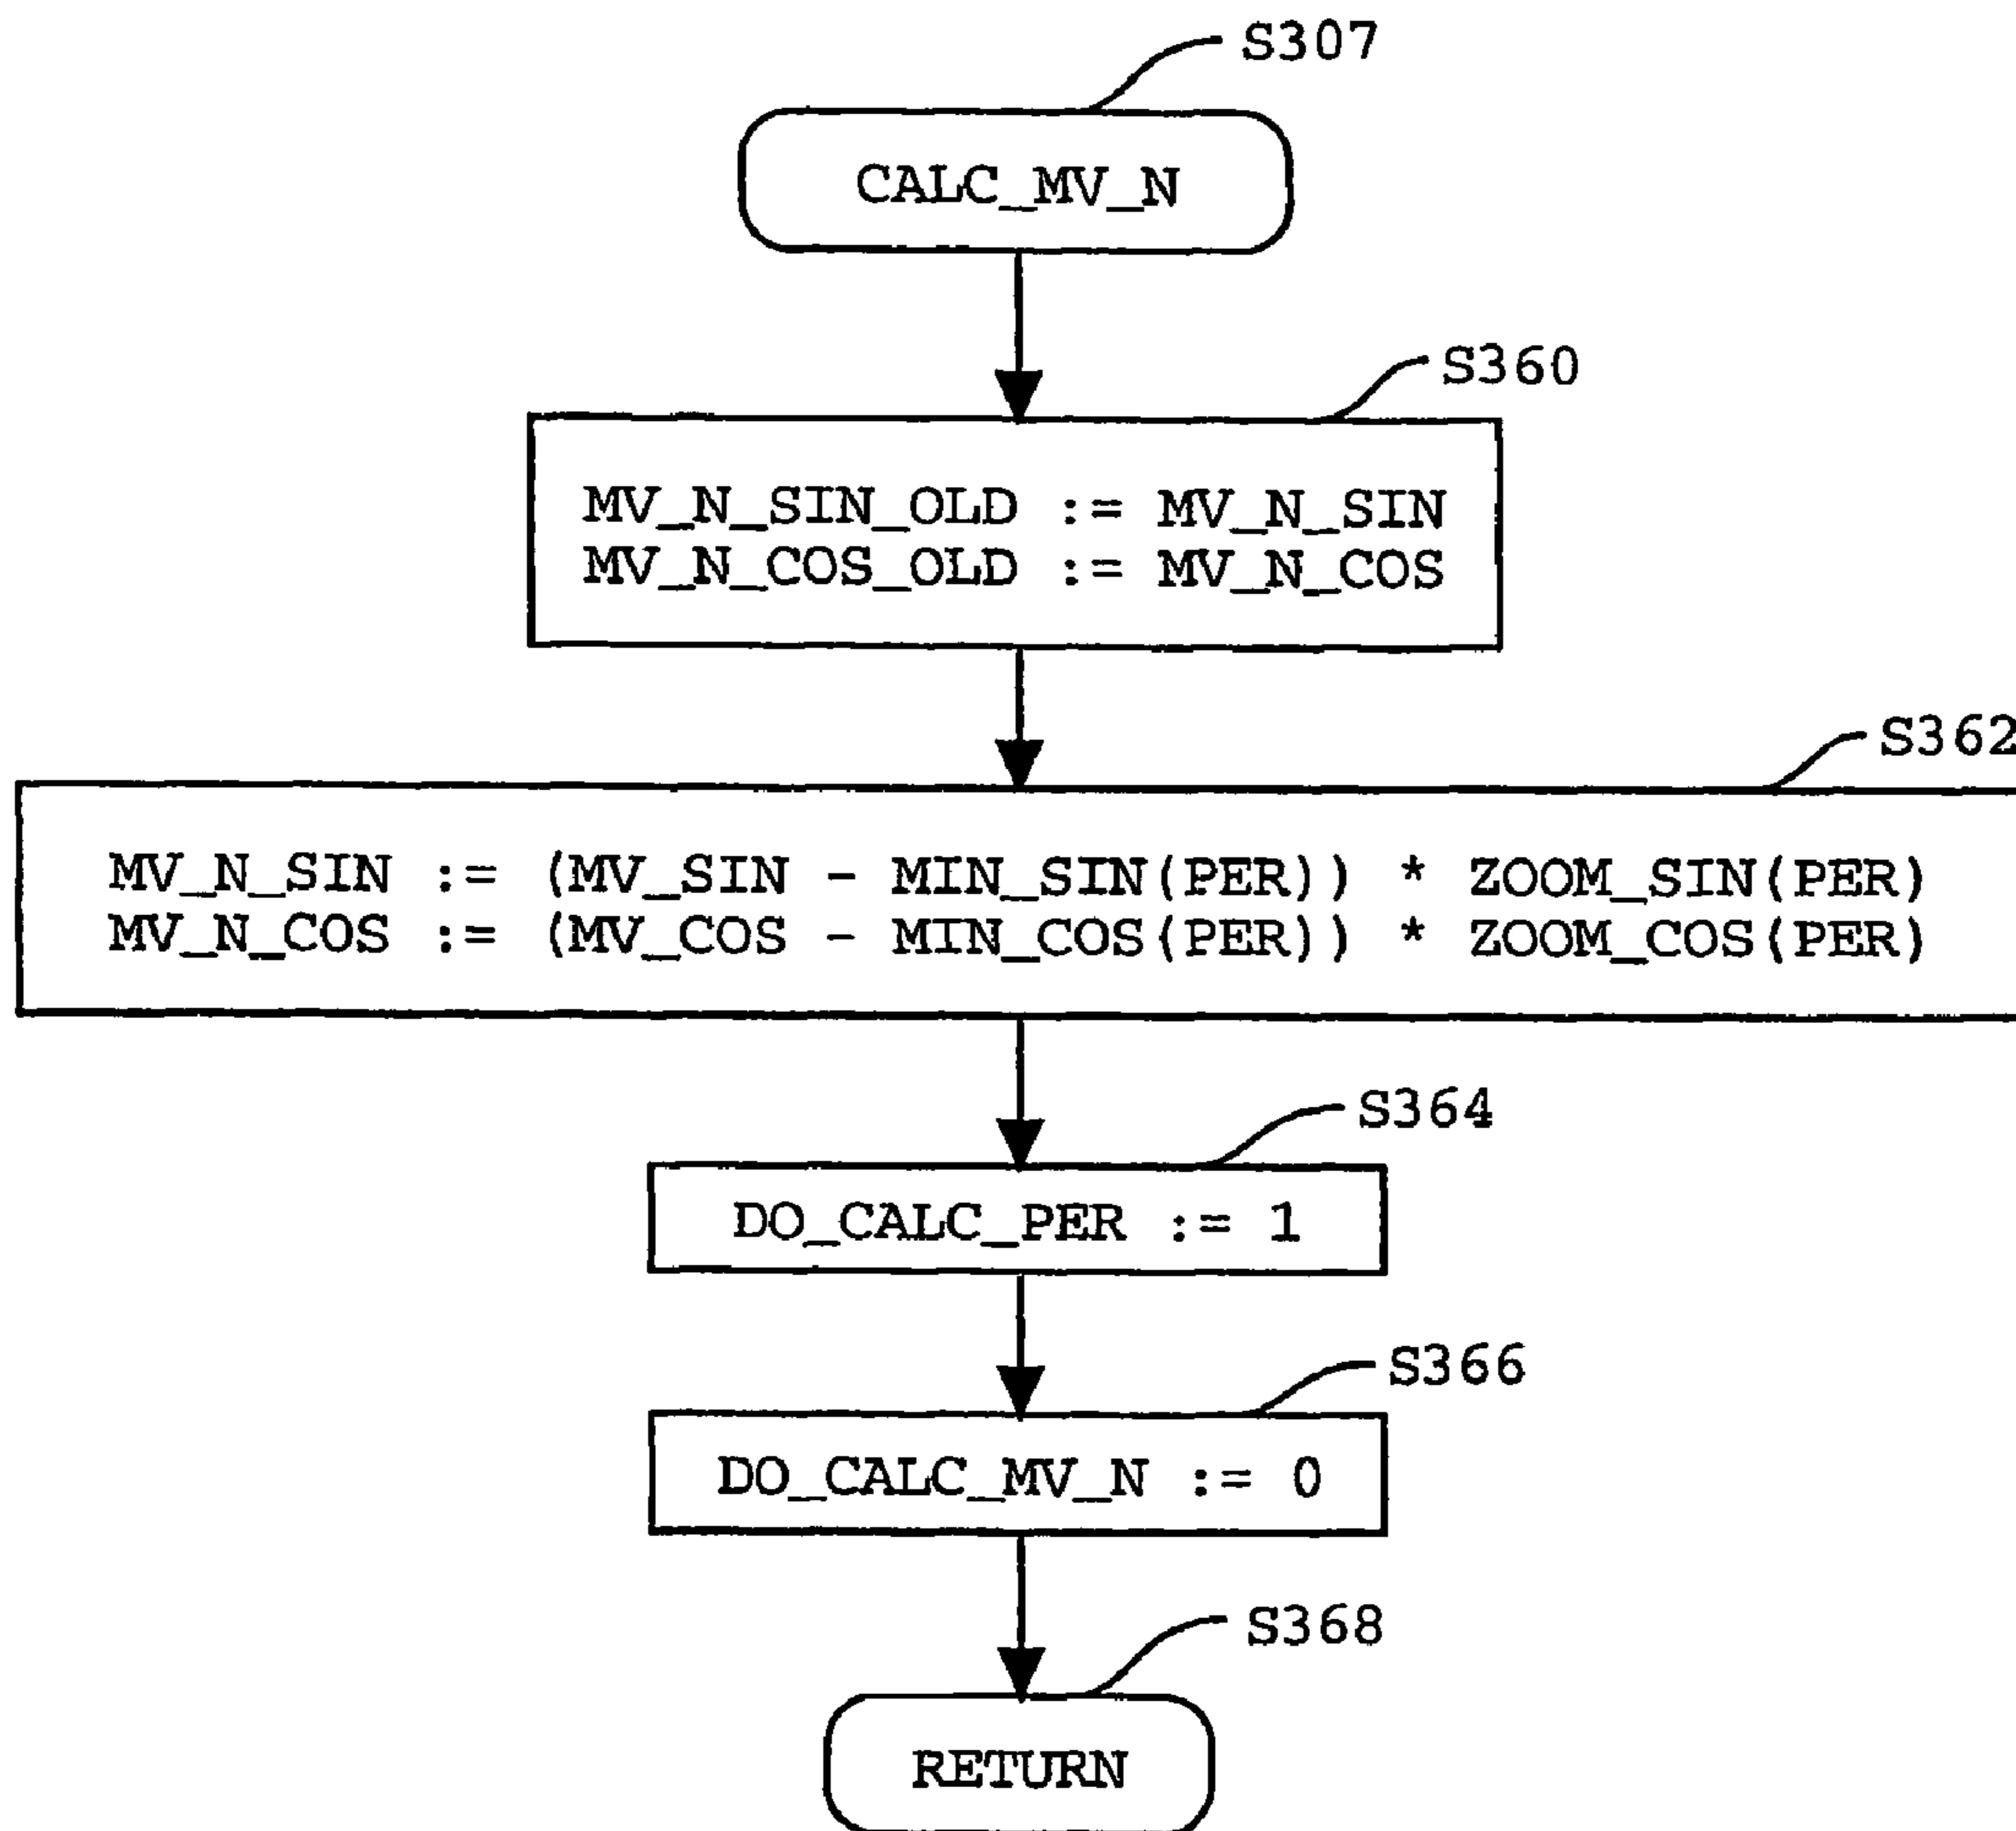 S307
CALC_MV_N
S360
MV_N_SIN_OLD := MV_N_SIN
MV_N_COS_OLD := MV_N_COS
S362
MV_N_SIN := (MV_SIN - MIN_SIN(PER)) * ZOOM_SIN(PER)
MV_N_COS := (MV_COS - MIN_COS(PER)) * ZOOM_COS(PER)
S364
DO_CALC_PER := 1
S366
DO_CALC_MV_N := 0
S368
RETURN